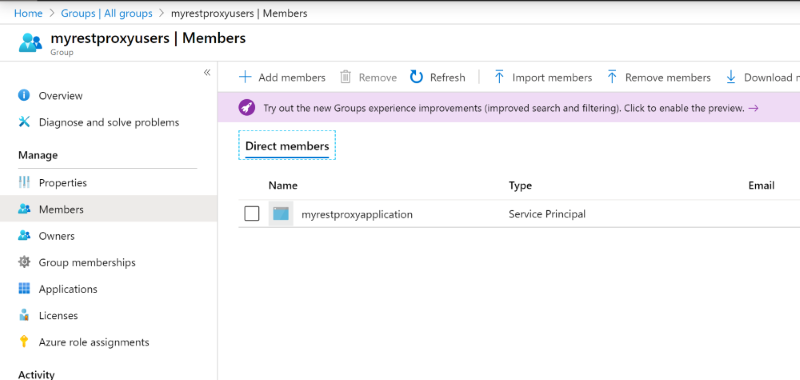 Home > Groups | All groups > myrestproxyusers | Members
myrestproxyusers | Members
Group
«
Add members Remove Refresh Import members Remove members Download
Overview
Diagnose and solve problems
Try out the new Groups experience improvements (improved search and filtering). Click to enable the preview. →
Manage
Direct members
Properties
Name Type Email
Members
myrestproxyapplication Service Principal
Owners
Group memberships
Applications
Licenses
Azure role assignments
Activity